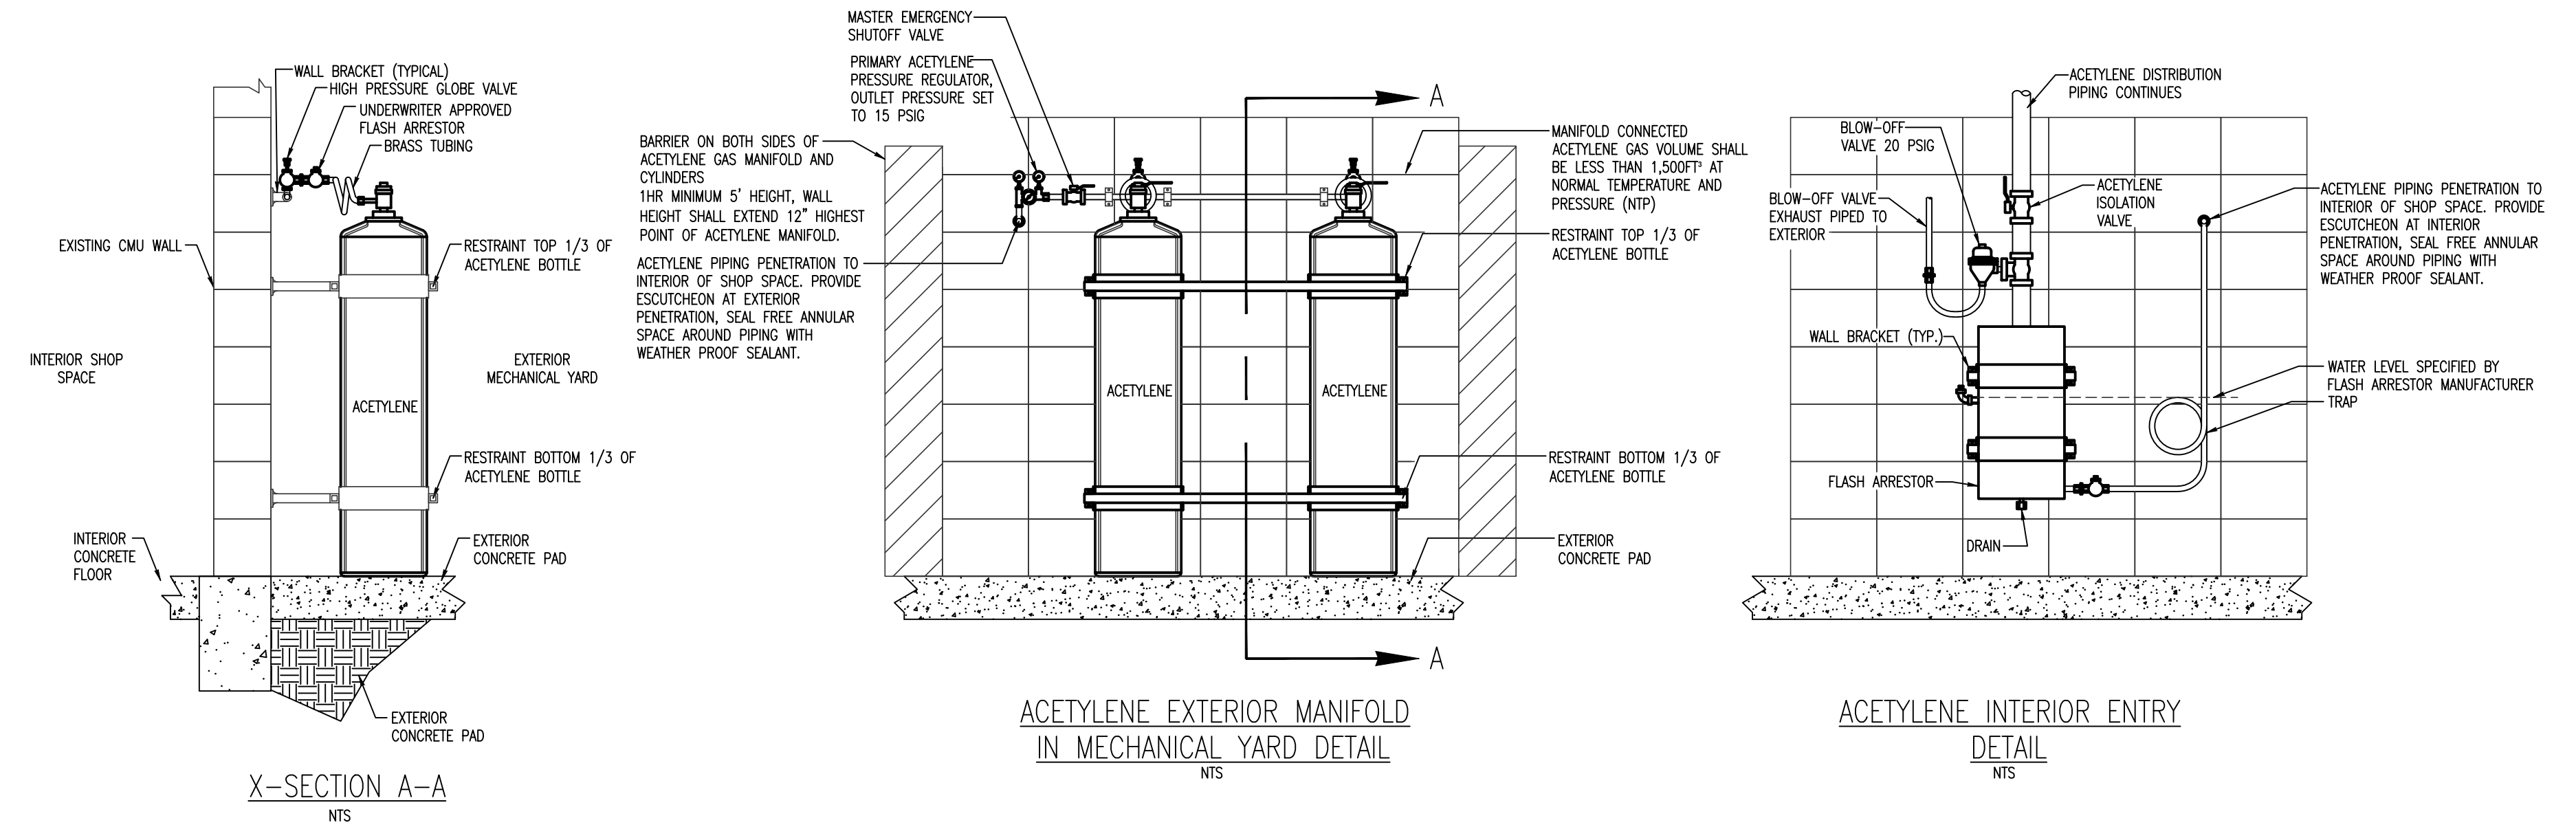 WALL BRACKET (TYPICAL)
HIGH PRESSURE GLOBE VALVE
UNDERWRITER APPROVED
FLASH ARRESTOR
BRASS TUBING
EXISTING CMU WALL
RESTRAINT TOP 1/3 OF
ACETYLENE BOTTLE
INTERIOR SHOP
SPACE
EXTERIOR
MECHANICAL YARD
ACETYLENE
RESTRAINT BOTTOM 1/3 OF
ACETYLENE BOTTLE
INTERIOR
CONCRETE
FLOOR
EXTERIOR
CONCRETE PAD
EXTERIOR
CONCRETE PAD
X-SECTION A-A
NTS
MASTER EMERGENCY
SHUTOFF VALVE
PRIMARY ACETYLENE
PRESSURE REGULATOR,
OUTLET PRESSURE SET
TO 15 PSIG
BARRIER ON BOTH SIDES OF
ACETYLENE GAS MANIFOLD AND
CYLINDERS
1HR MINIMUM 5' HEIGHT, WALL
HEIGHT SHALL EXTEND 12" HIGHEST
POINT OF ACETYLENE MANIFOLD.
ACETYLENE PIPING PENETRATION TO
INTERIOR OF SHOP SPACE. PROVIDE
ESCUTCHEON AT EXTERIOR
PENETRATION, SEAL FREE ANNULAR
SPACE AROUND PIPING WITH
WEATHER PROOF SEALANT.
A
MANIFOLD CONNECTED
ACETYLENE GAS VOLUME SHALL
BE LESS THAN 1,500FT³ AT
NORMAL TEMPERATURE AND
PRESSURE (NTP)
RESTRAINT TOP 1/3 OF
ACETYLENE BOTTLE
ACETYLENE
ACETYLENE
RESTRAINT BOTTOM 1/3 OF
ACETYLENE BOTTLE
EXTERIOR
CONCRETE PAD
A
ACETYLENE EXTERIOR MANIFOLD
IN MECHANICAL YARD DETAIL
NTS
ACETYLENE DISTRIBUTION
PIPING CONTINUES
BLOW-OFF
VALVE 20 PSIG
BLOW-OFF VALVE
EXHAUST PIPED TO
EXTERIOR
ACETYLENE
ISOLATION
VALVE
ACETYLENE PIPING PENETRATION TO
INTERIOR OF SHOP SPACE. PROVIDE
ESCUTCHEON AT INTERIOR
PENETRATION, SEAL FREE ANNULAR
SPACE AROUND PIPING WITH
WEATHER PROOF SEALANT.
WALL BRACKET (TYP.)
WATER LEVEL SPECIFIED BY
FLASH ARRESTOR MANUFACTURER
TRAP
FLASH ARRESTOR
DRAIN
ACETYLENE INTERIOR ENTRY
DETAIL
NTS